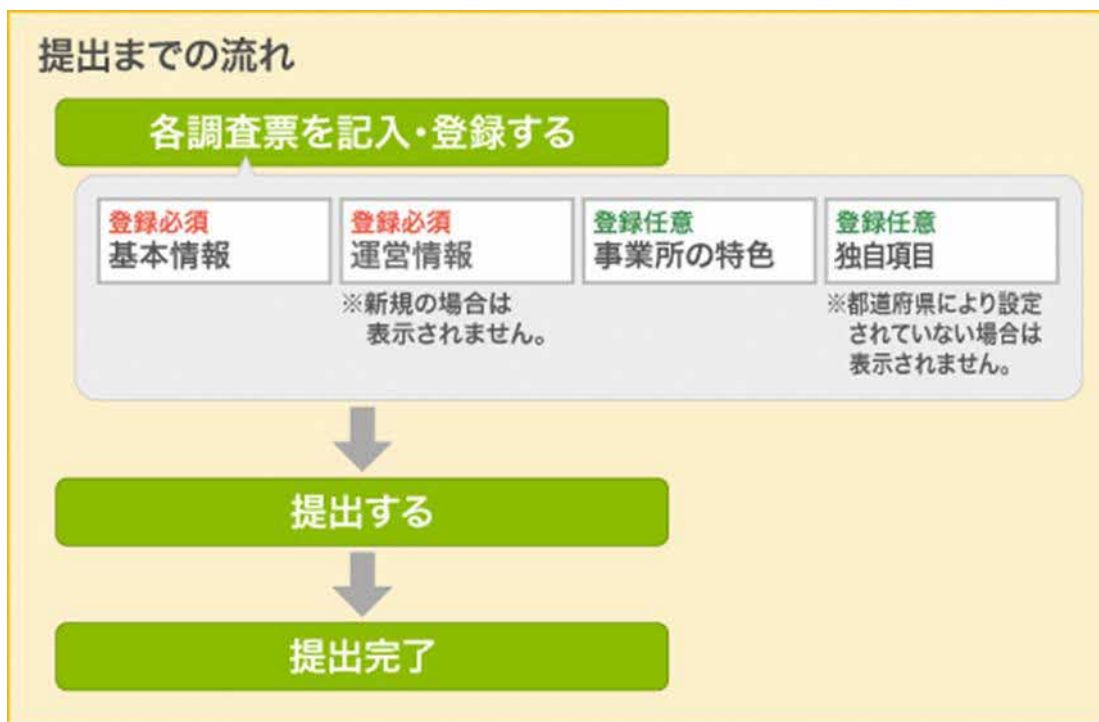 提出までの流れ
各調査票を記入・登録する
登録必須
基本情報
登録必須
運営情報
※新規の場合は
表示されません。
登録任意
事業所の特色
登録任意
独自項目
※都道府県により設定
されていない場合は
表示されません。
提出する
提出完了